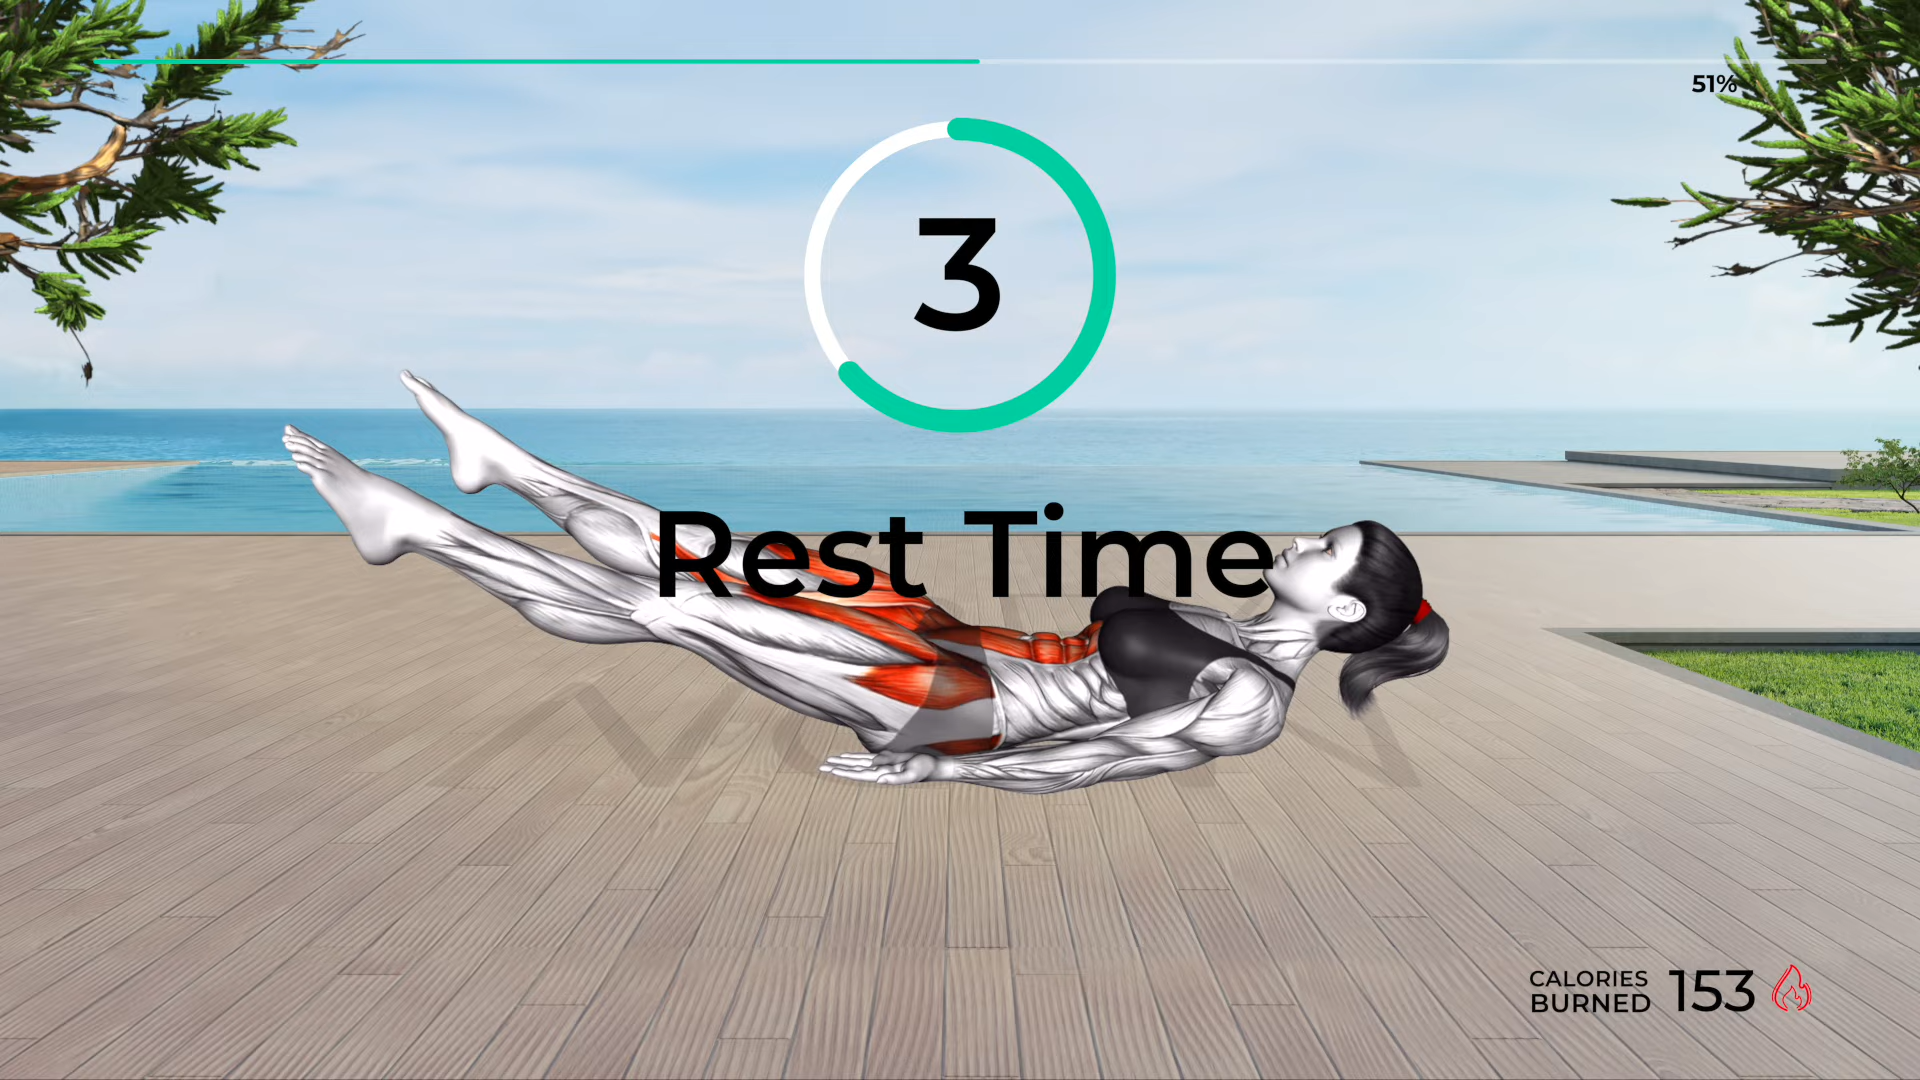 51%
3
Rest Time
CALORIES
BURNED 153